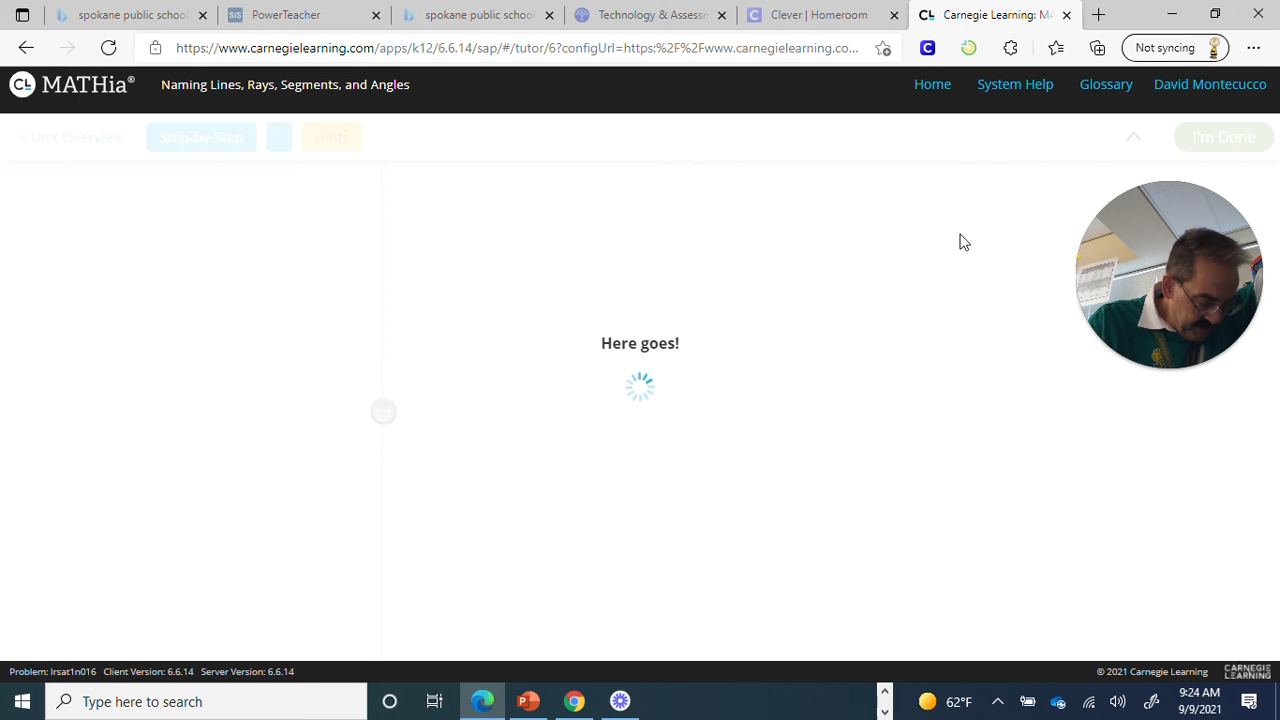 spokane public schoo
PowerTeacher
spokane public school
Technology & Assessm
Clever | Homeroom
Carnegie Learning: MA
https://www.carnegielearning.com/apps/k12/6.6.14/sap/#/tutor/6?configUrl=https:%2F%2Fwww.carnegielearning.co...
Not syncing
CL MATHia®
Naming Lines, Rays, Segments, and Angles
Home
System Help
Glossary
David Montecucco
< Unit Overview
Step-by-Step
Hints
I'm Done
Here goes!
Problem: lrsat1n016 Client Version: 6.6.14 Server Version: 6.6.14
© 2021 Carnegie Learning
CARNEGIE
LEARNING
Type here to search
62°F
9:24 AM
9/9/2021